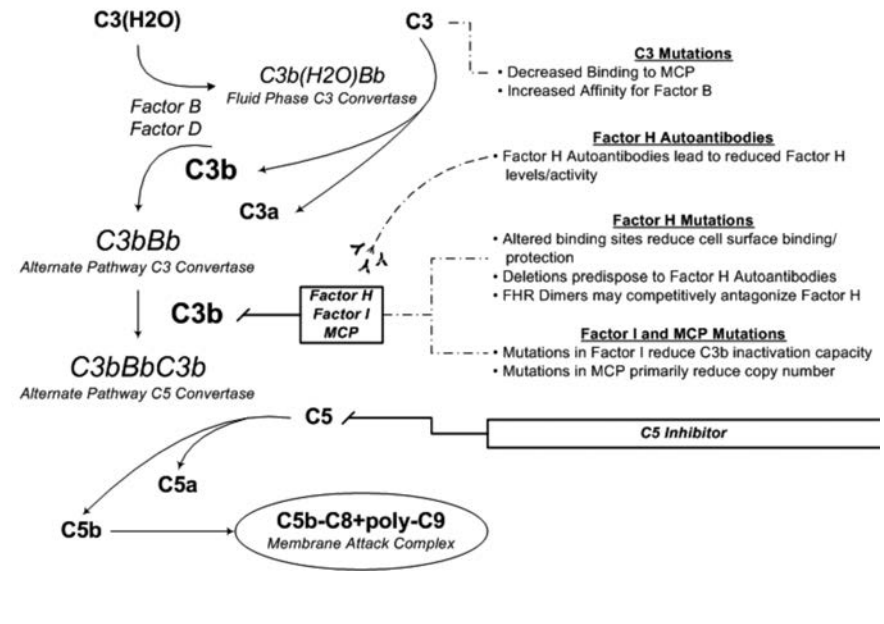 C3(H2O)
C3
C3b(H2O)Bb
Fluid Phase C3 Convertase
Factor B
Factor D
C3b
C3a
C3bBb
Alternate Pathway C3 Convertase
C3b
Factor H
Factor I
MCP
C3bBbC3b
Alternate Pathway C5 Convertase
C5
C5a
C5b
C5b-C8+poly-C9
Membrane Attack Complex
C3 Mutations
• Decreased Binding to MCP
• Increased Affinity for Factor B
Factor H Autoantibodies
• Factor H Autoantibodies lead to reduced Factor H
levels/activity
Factor H Mutations
• Altered binding sites reduce cell surface binding/
protection
• Deletions predispose to Factor H Autoantibodies
• FHR Dimers may competitively antagonize Factor H
Factor I and MCP Mutations
• Mutations in Factor I reduce C3b inactivation capacity
• Mutations in MCP primarily reduce copy number
C5 Inhibitor